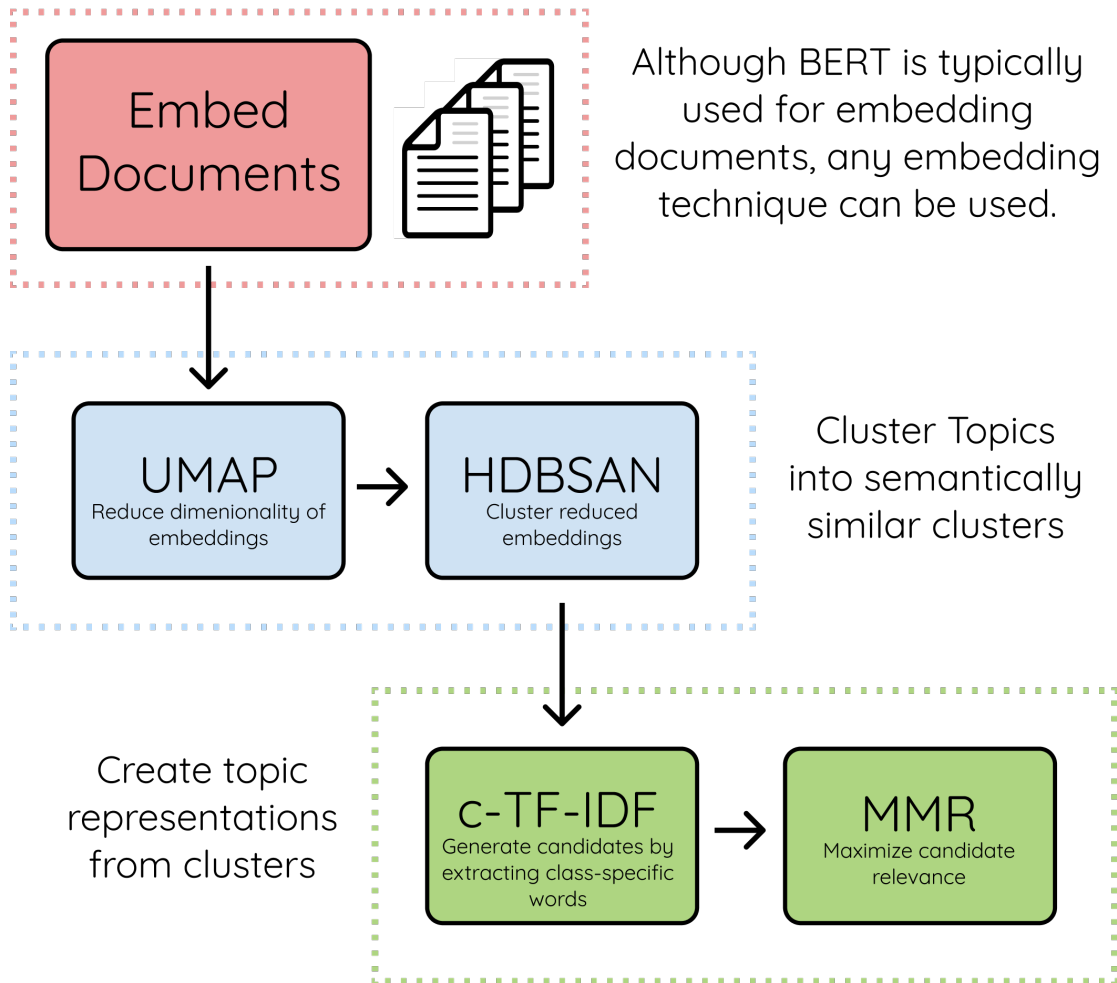 Embed
Documents
Although BERT is typically
used for embedding
documents, any embedding
technique can be used.
UMAP
Reduce dimenionality of
embeddings
HDBSAN
Cluster reduced
embeddings
Cluster Topics
into semantically
similar clusters
Create topic
representations
from clusters
c-TF-IDF
Generate candidates by
extracting class-specific
words
MMR
Maximize candidate
relevance